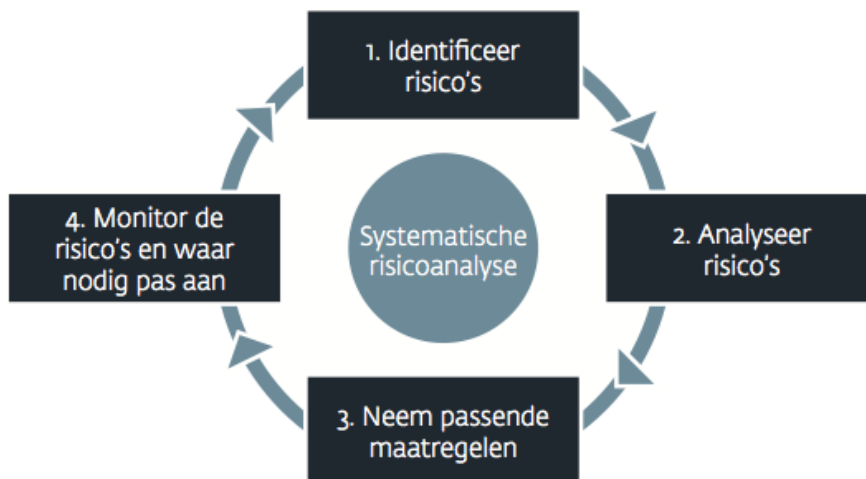 1. Identificeer
risico's
Systematische
risicoanalyse
2. Analyseer
risico's
3. Neem passende
maatregelen
4. Monitor de
risico's en waar
nodig pas aan